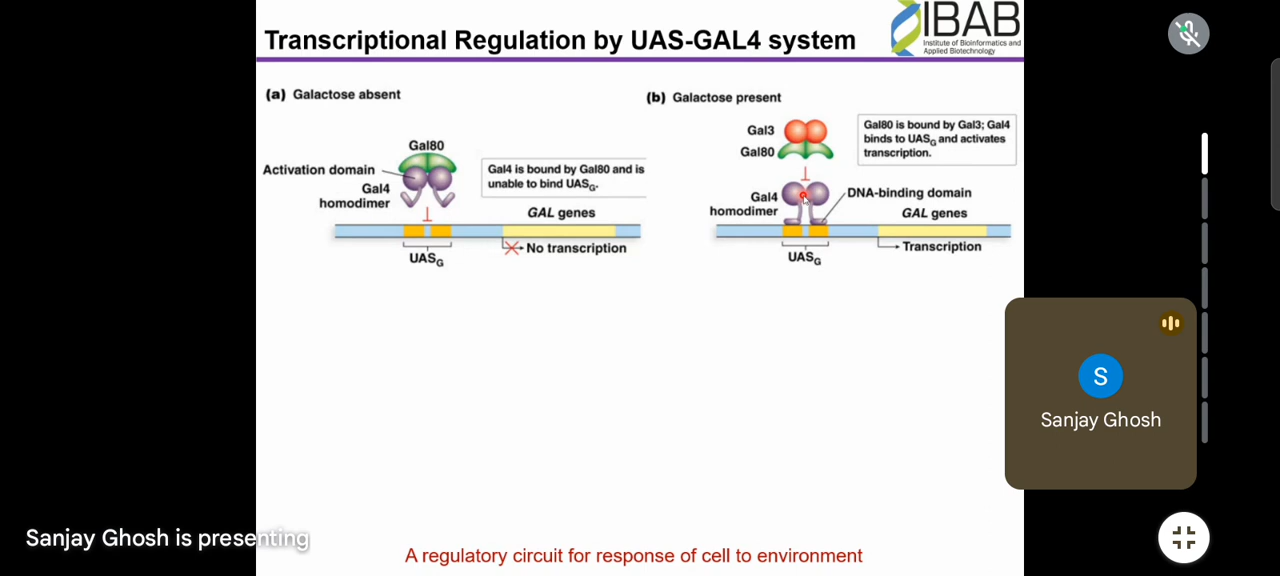 Transcriptional Regulation by UAS-GAL4 system
IBAB
Institute of Bioinformatics and
Applied Biotechnology
(a) Galactose absent
Gal80
Activation domain
Gal4
homodimer
Gal4 is bound by Gal80 and is
unable to bind UASG.
GAL genes
No transcription
UASG
(b) Galactose present
Gal3
Gal80
Gal80 is bound by Gal3; Gal4
binds to UASG and activates
transcription.
Gal4
homodimer
DNA-binding domain
GAL genes
Transcription
UASG
S
Sanjay Ghosh
Sanjay Ghosh is presenting
A regulatory circuit for response of cell to environment